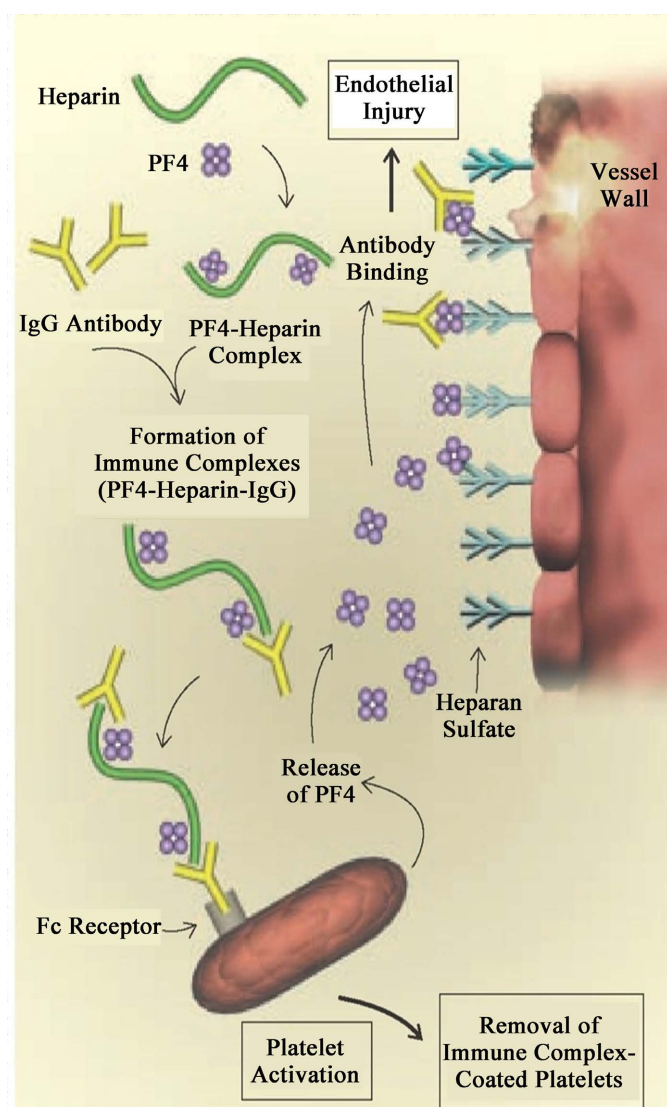 Heparin
Endothelial
Injury
PF4
Vessel
Wall
Antibody
Binding
IgG Antibody
PF4-Heparin
Complex
Formation of
Immune Complexes
(PF4-Heparin-IgG)
Heparan
Sulfate
Release
of PF4
Fc Receptor
Platelet
Activation
Removal of
Immune Complex-
Coated Platelets